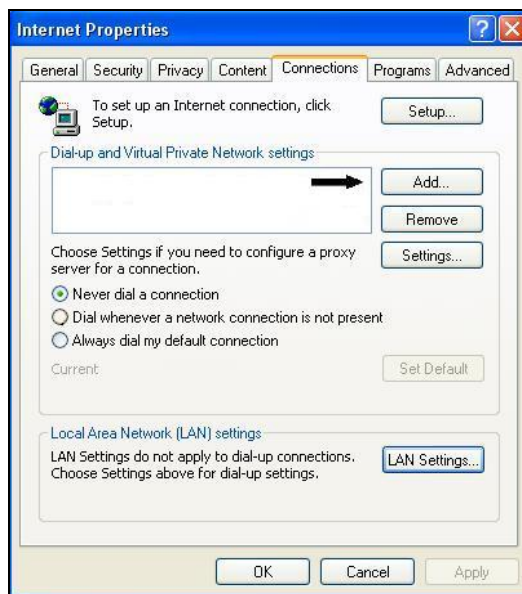 Internet Properties
General Security Privacy Content Connections Programs Advanced
To set up an Internet connection, click
Setup.
Setup...
Dial-up and Virtual Private Network settings
Add...
Remove
Choose Settings if you need to configure a proxy
server for a connection.
Settings...
Never dial a connection
Dial whenever a network connection is not present
Always dial my default connection
Current
Set Default
Local Area Network (LAN) settings
LAN Settings do not apply to dial-up connections.
Choose Settings above for dial-up settings.
LAN Settings...
OK Cancel Apply